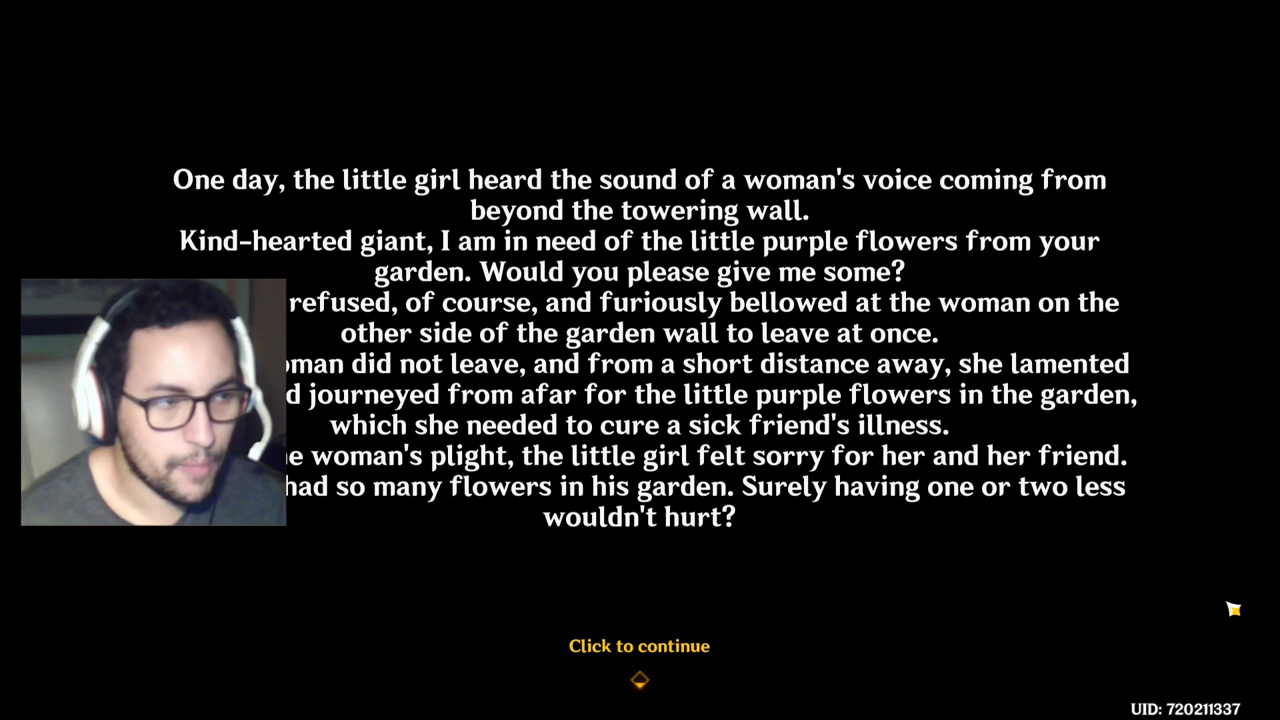 One day, the little girl heard the sound of a woman's voice coming from
beyond the towering wall.
Kind-hearted giant, I am in need of the little purple flowers from your
garden. Would you please give me some?
refused, of course, and furiously bellowed at the woman on the
other side of the garden wall to leave at once.
did not leave, and from a short distance away, she lamented
journeyed from afar for the little purple flowers in the garden,
which she needed to cure a sick friend's illness.
woman's plight, the little girl felt sorry for her and her friend.
had so many flowers in his garden. Surely having one or two less
wouldn't hurt?
Click to continue
UID: 720211337